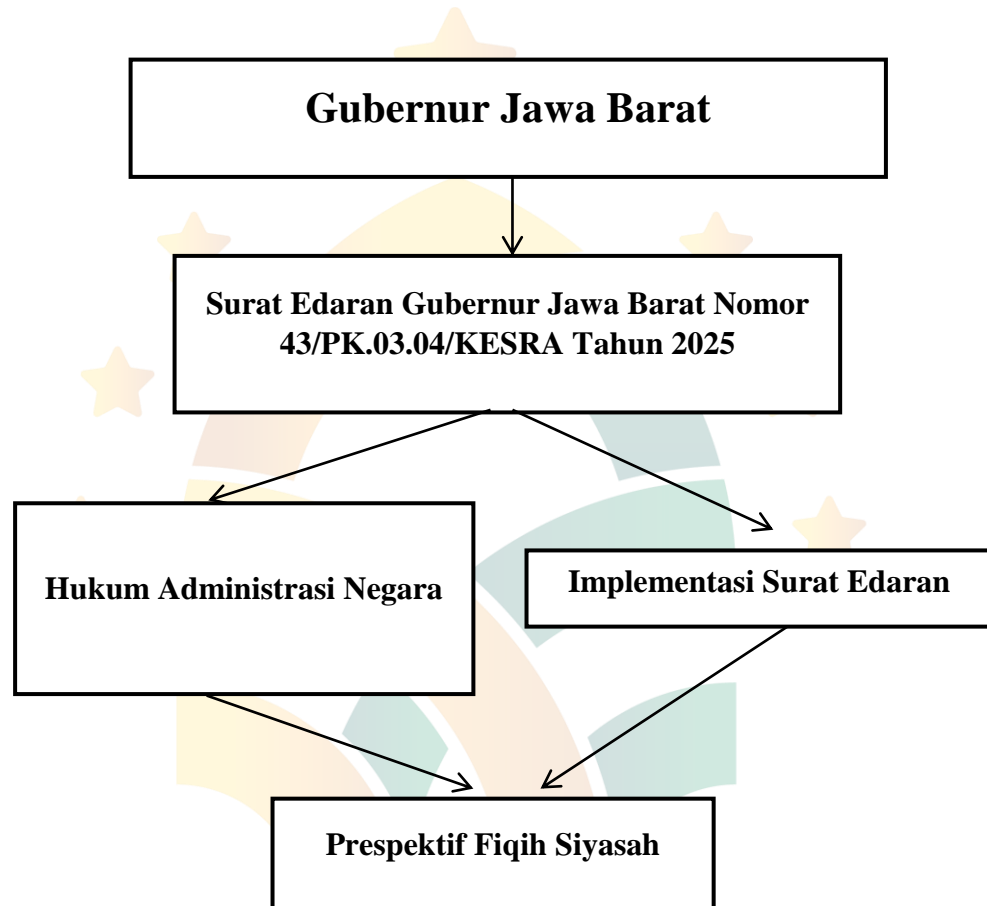 Gubernur Jawa Barat
Surat Edaran Gubernur Jawa Barat Nomor
43/PK.03.04/KESRA Tahun 2025
Hukum Administrasi Negara
Implementasi Surat Edaran
Prespektif Fiqih Siyasah